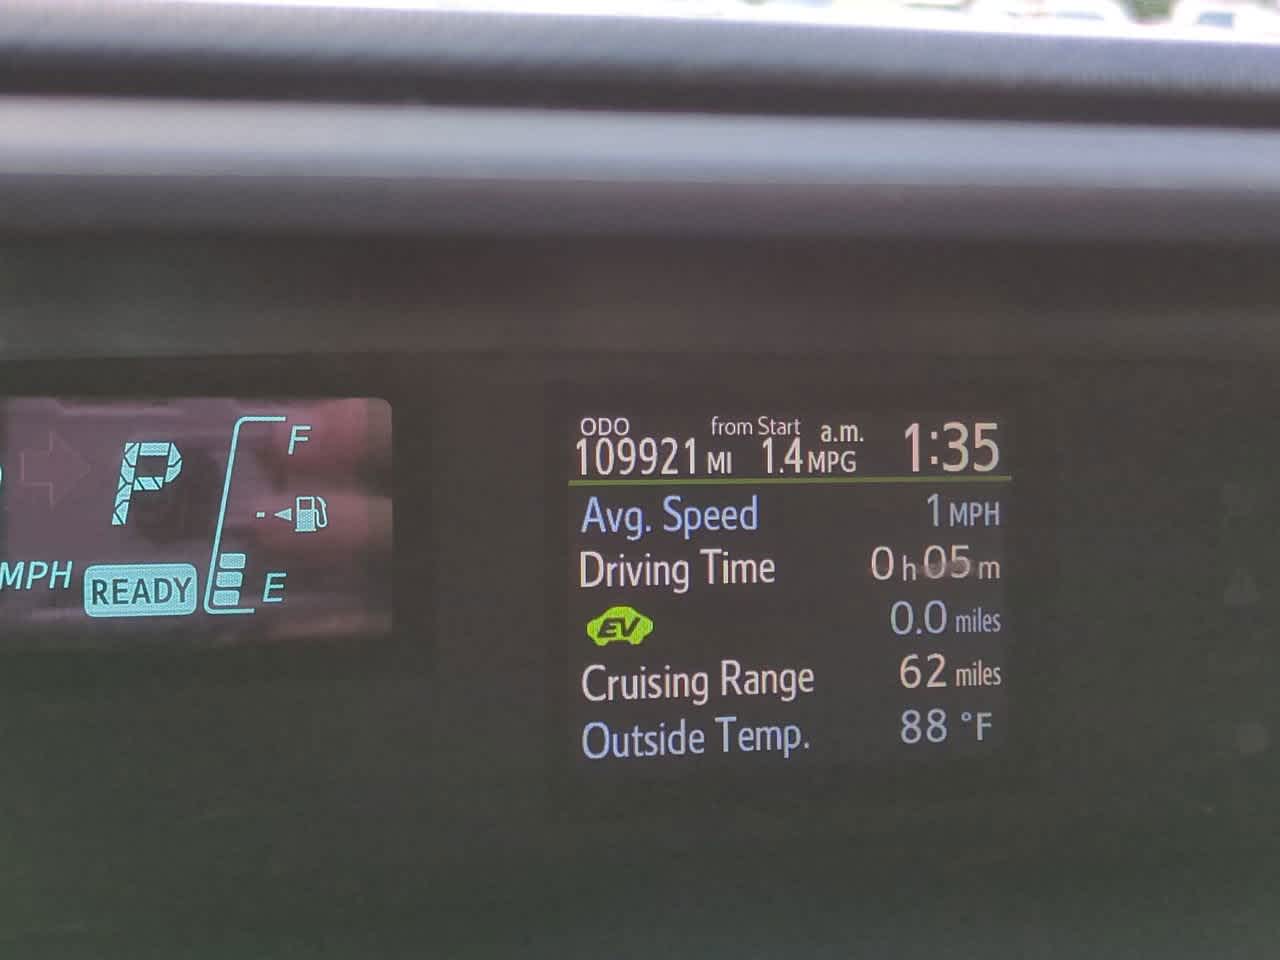 P
F
E
MPH
READY
ODO from Start a.m. 1:35
109921 MI 1.4 MPG
Avg. Speed 1 MPH
Driving Time 0 h 05 m
EV 0.0 miles
Cruising Range 62 miles
Outside Temp. 88 °F